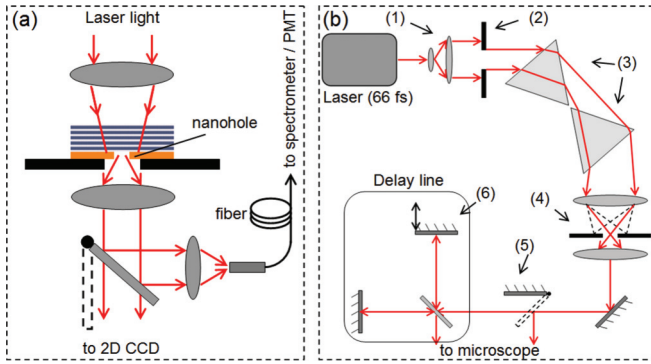 (a)
Laser light
nanohole
to spectrometer / PMT
fiber
to 2D CCD
(b)
(1)
(2)
(3)
Laser (66 fs)
Delay line
(6)
(4)
(5)
to microscope